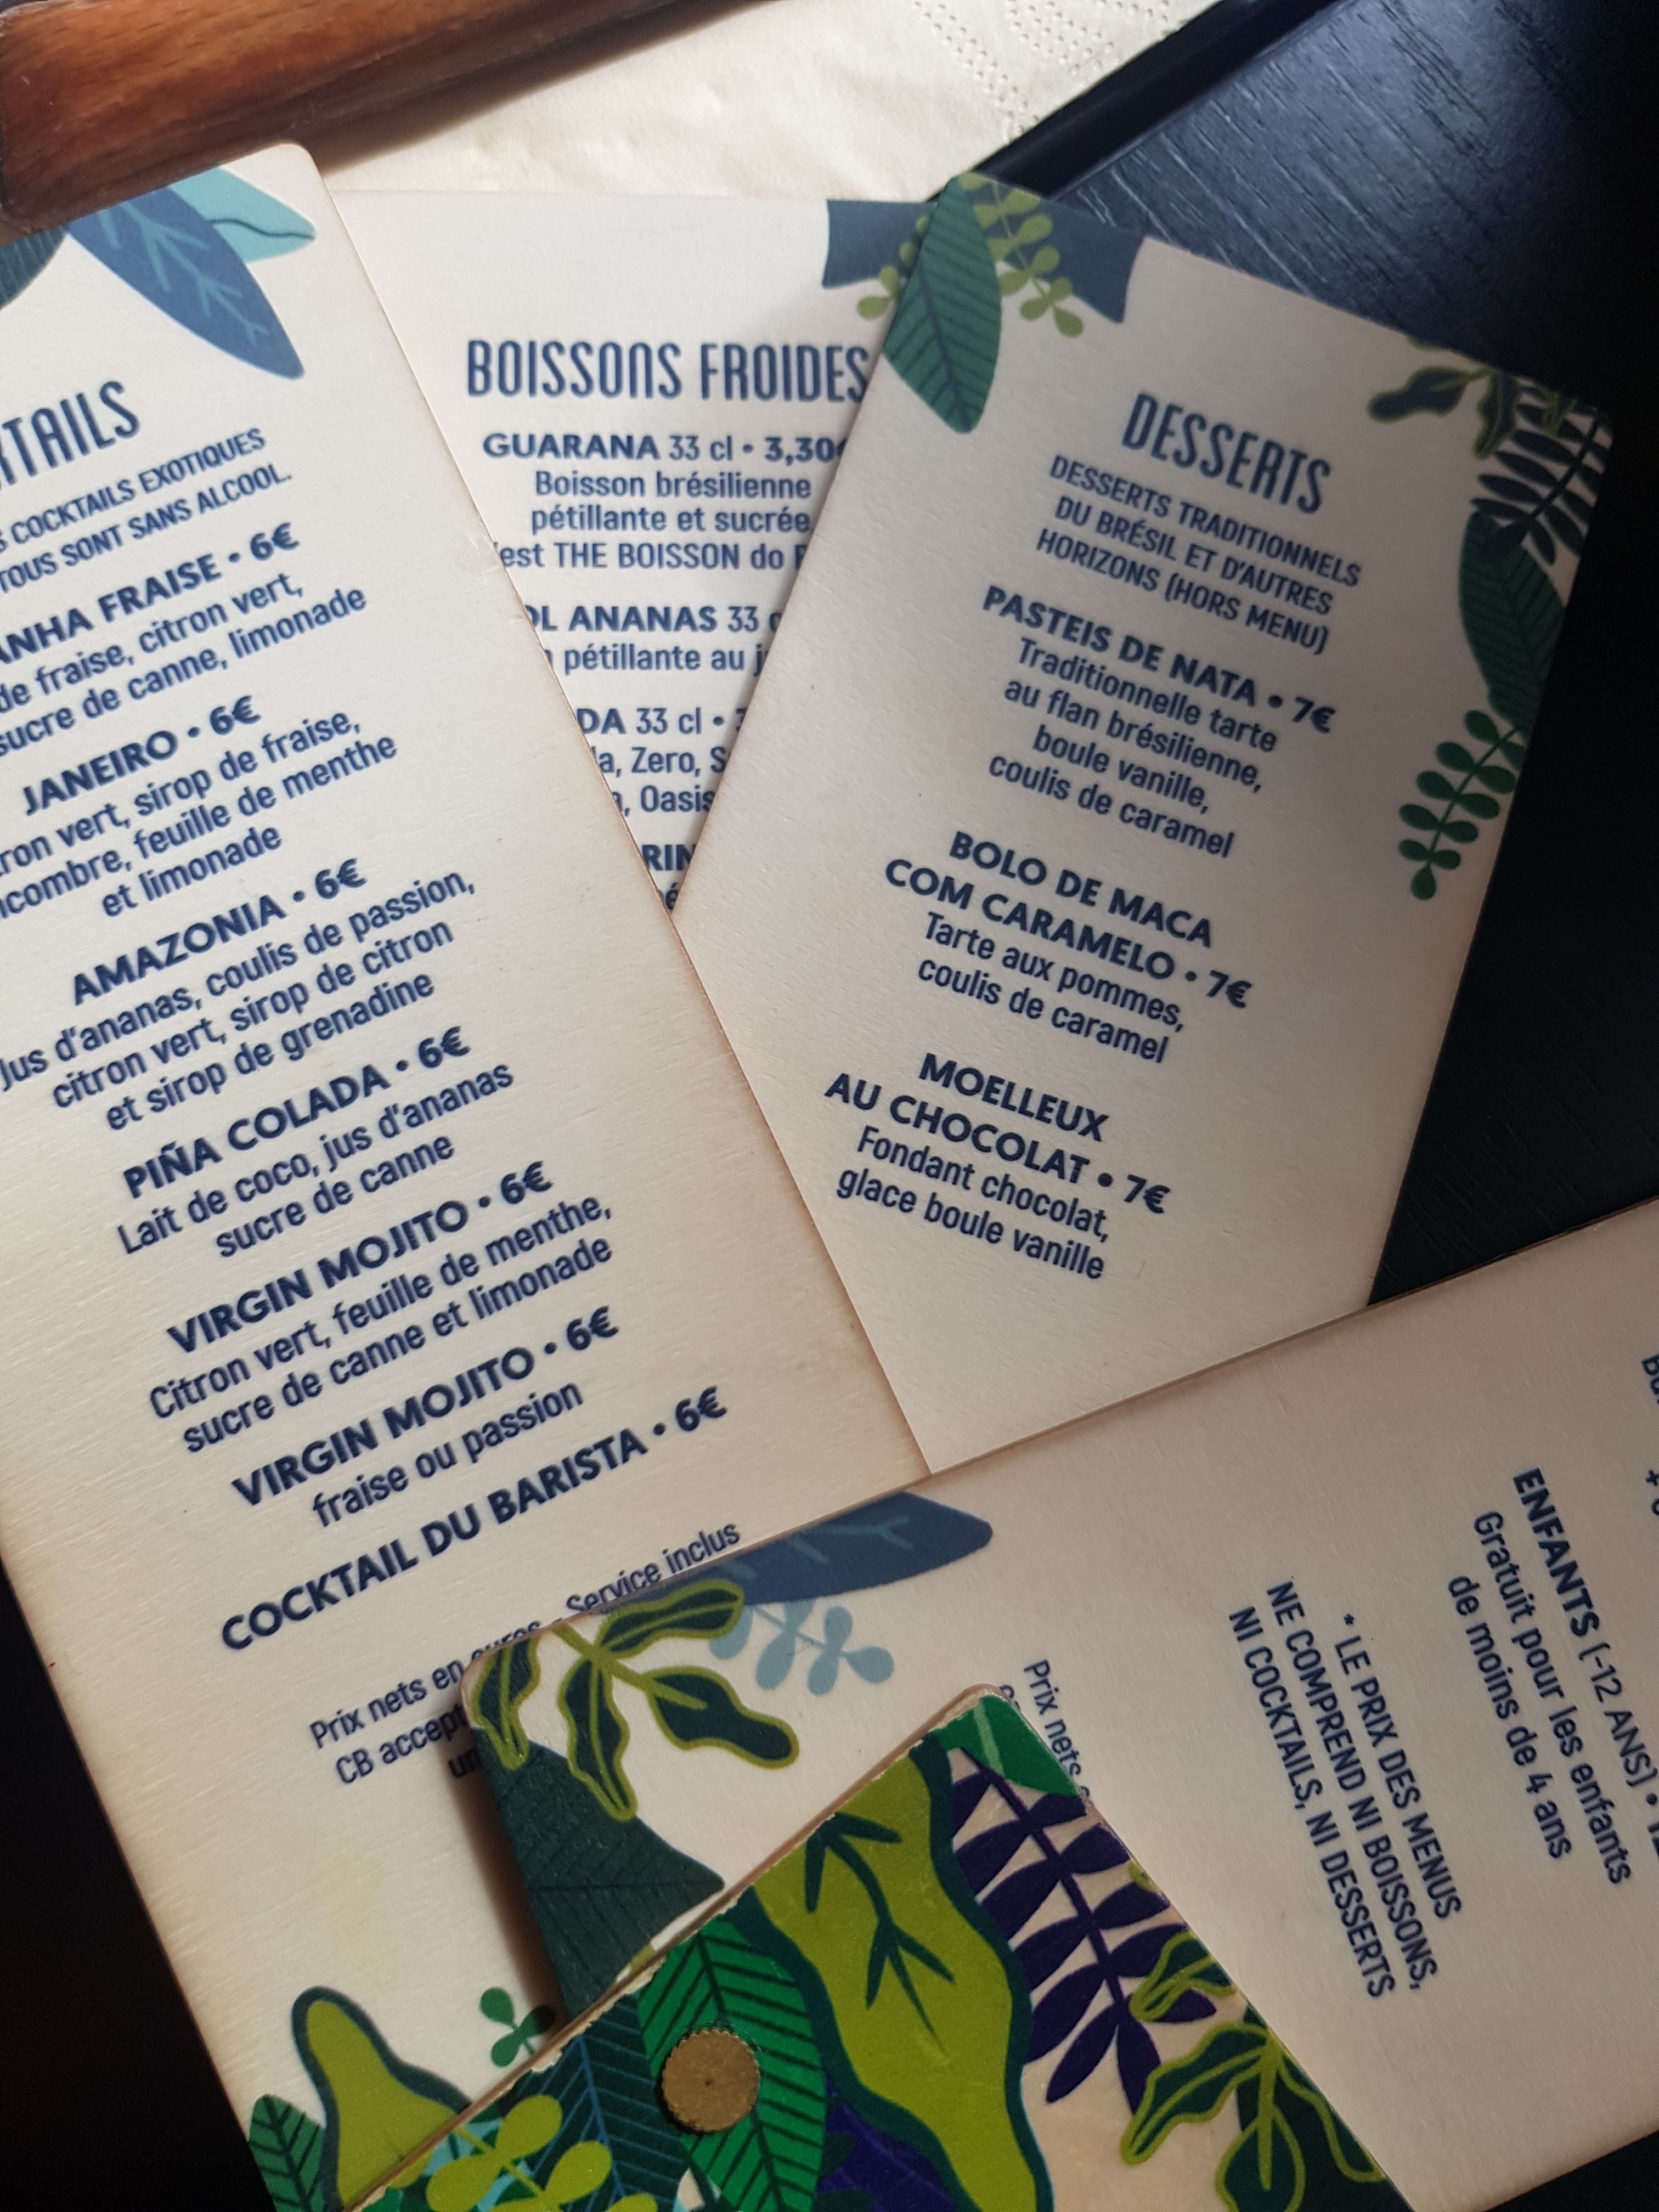 COCKTAILS EXOTIQUES
TOUS SONT SANS ALCOOL.
FRAISE • 6€
de fraise, citron vert,
sucre de canne, limonade
JANEIRO • 6€
vert, sirop de fraise,
feuille de menthe
et limonade
AMAZONIA • 6€
Jus d'ananas, coulis de passion,
citron vert, sirop de citron
et sirop de grenadine
PIÑA COLADA • 6€
Lait de coco, jus d'ananas
sucre de canne
VIRGIN MOJITO • 6€
Citron vert, feuille de menthe,
sucre de canne et limonade
VIRGIN MOJITO • 6€
fraise ou passion
COCKTAIL DU BARISTA • 6€
Prix nets en euros • Service inclus
CB
BOISSONS FROIDES
GUARANA 33 cl • 3,30€
Boisson brésilienne
pétillante et sucrée,
est THE BOISSON do
ANANAS 33
pétillante au
33 cl •
Zero,
Oasis
DESSERTS
DESSERTS TRADITIONNELS
DU BRÉSIL ET D'AUTRES
HORIZONS (HORS MENU)
PASTEIS DE NATA • 7€
Traditionnelle tarte
au flan brésilienne,
boule vanille,
coulis de caramel
BOLO DE MACA
COM CARAMELO • 7€
Tarte aux pommes,
coulis de caramel
MOELLEUX
AU CHOCOLAT • 7€
Fondant chocolat,
glace boule vanille
ENFANTS (-12 ANS) •
Gratuit pour les enfants
de moins de 4 ans
* LE PRIX DES MENUS
NE COMPREND NI BOISSONS,
NI COCKTAILS, NI DESSERTS
Prix nets